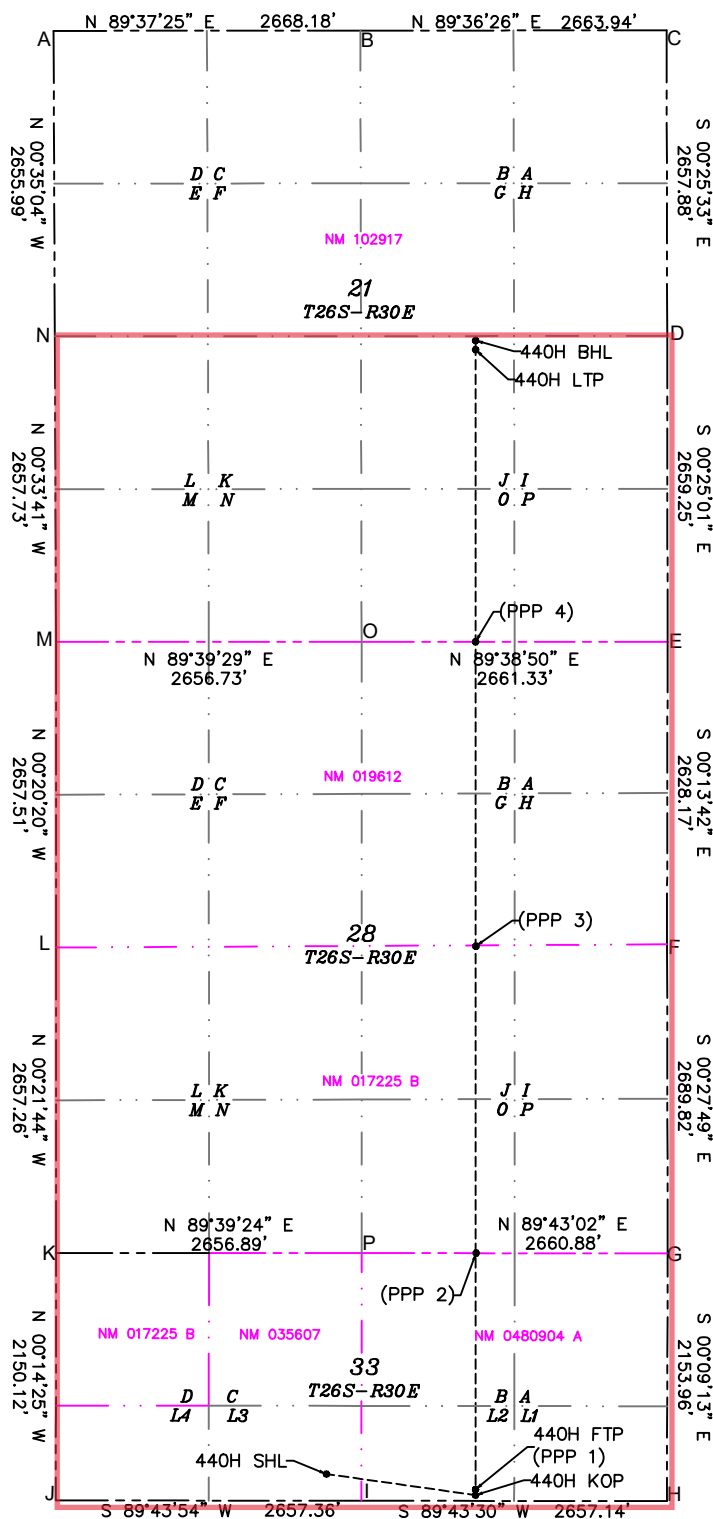 N 89°37'25" E 2668.18' N 89°36'26" E 2663.94'
A B C
N 00°35'04" W
2655.99'
S 00°25'33" E
2657.88'
D C B A
E F G H
NM 102917
21
T26S-R30E
N D
440H BHL
440H LTP
N 00°33'41" W
2657.73'
S 00°25'01" E
2659.25'
L K J I
M N O P
(PPP 4)
M O E
N 89°39'29" E N 89°38'50" E
2656.73' 2661.33'
N 00°20'20" W
2657.51'
S 00°13'42" E
2628.17'
NM 019612
D C B A
E F G H
(PPP 3)
L 28 F
T26S-R30E
N 00°21'44" W
2657.26'
S 00°27'49" E
2689.82'
NM 017225 B
L K J I
M N O P
N 89°39'24" E N 89°43'02" E
2656.89' 2660.88'
K P G
(PPP 2)
N 00°14'25" W
2150.12'
S 00°09'13" E
2153.96'
NM 017225 B NM 035607 NM 0480904 A
33
T26S-R30E
D C B A
L4 L3 L2 L1
440H FTP
(PPP 1)
440H SHL
440H KOP
J I H
S 89°43'54" W 2657.36' S 89°43'30" W 2657.14'